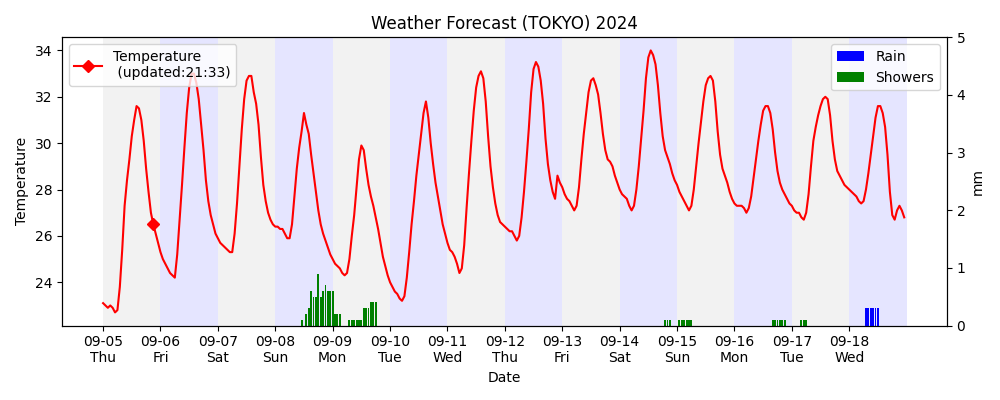 Weather Forecast (TOKYO) 2024
Temperature
(updated:21:33)
Rain
Showers
Temperature
34
32
30
28
26
24
5
4
3
2
1
0
mm
09-05 09-06 09-07 09-08 09-09 09-10 09-11 09-12 09-13 09-14 09-15 09-16 09-17 09-18
Thu Fri Sat Sun Mon Tue Wed Thu Fri Sat Sun Mon Tue Wed
Date